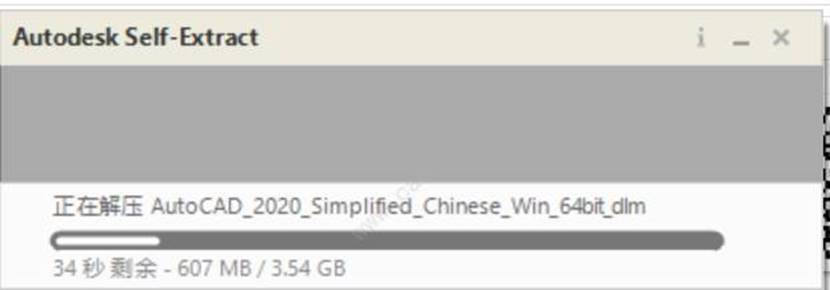 Autodesk Self-Extract
正在解压 AutoCAD_2020_Simplified_Chinese_Win_64bit_dlm
34 秒 剩余 - 607 MB / 3.54 GB